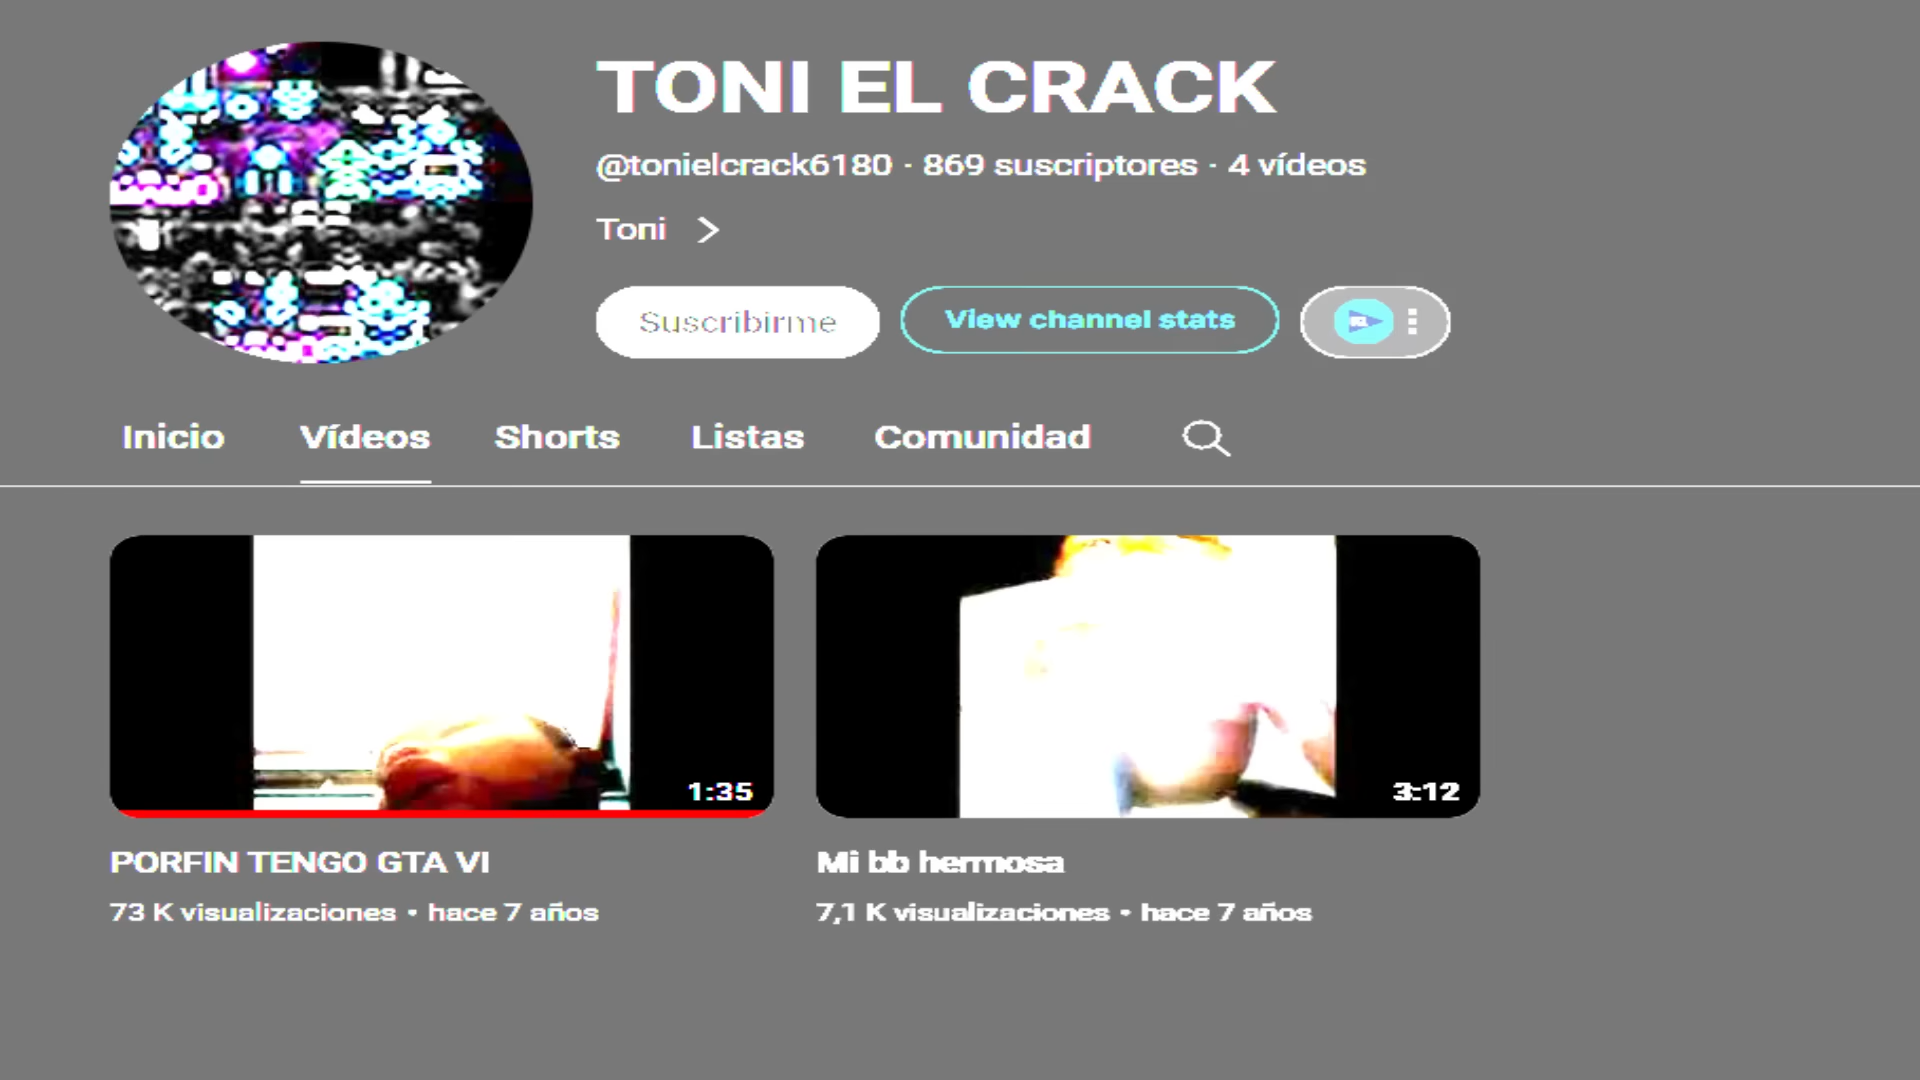 TONI EL CRACK
@tonielcrack6180 · 869 suscriptores · 4 vídeos
Toni
Suscribirme View channel stats
Inicio Vídeos Shorts Listas Comunidad
1:35 3:12
PORFIN TENGO GTA VI Mi bb hermosa
73 K visualizaciones • hace 7 años 7,1 K visualizaciones • hace 7 años